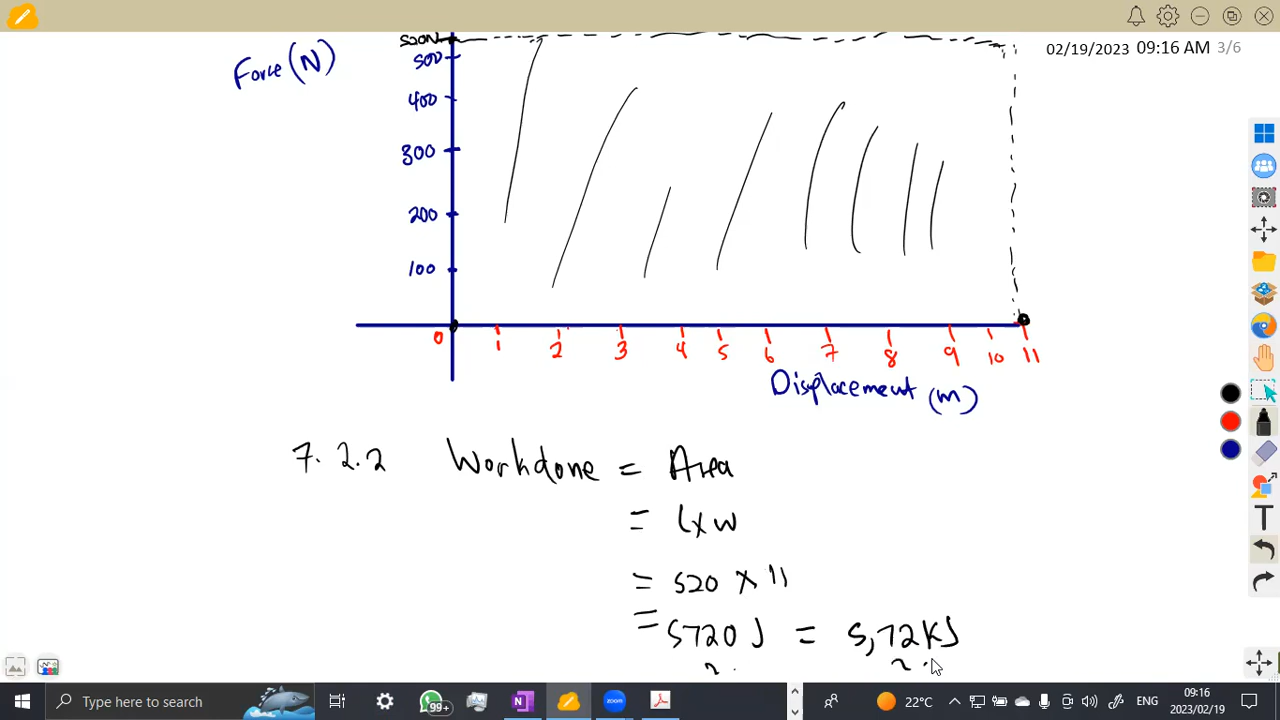 02/19/2023 09:16 AM 3/6
520N
Force (N)
500
400
300
200
100
0 1 2 3 4 5 6 7 8 9 10 11
Displacement (m)
7.2.2 Workdone = Area
= l x w
= 520 x 11
= 5720 J = 5,72 kJ
T
Type here to search
99+
22°C
ENG
09:16
2023/02/19